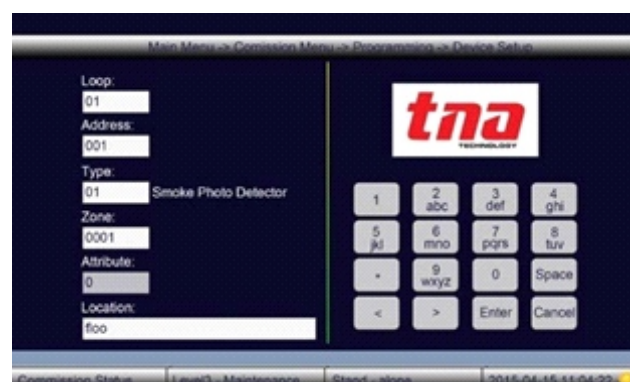 Main Menu -> Comission Menu -> Programming -> Device Setup
Loop:
01
Address:
001
Type:
01 Smoke Photo Detector
Zone:
0001
Attribute:
0
Location:
floo
tna
TECHNOLOGY
1
2 abc
3 def
4 ghi
5 jkl
6 mno
7 pqrs
8 tuv
*
9 wxyz
0
Space
<
>
Enter
Cancel
Commission Status
Level3 - Maintenance
Stand - alone
2015-04-15 11:04:22